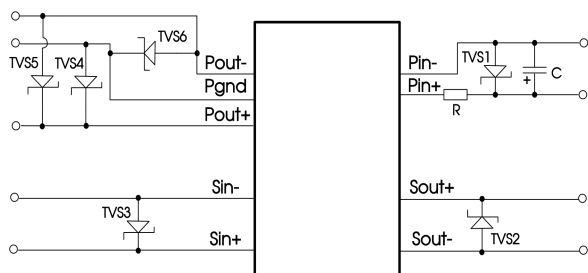 TVS6
TVS5 TVS4 Pout- Pin- TVS1
Pgnd Pin+ + C
Pout+ R
Sin- Sout+
TVS3
Sin+ Sout- TVS2